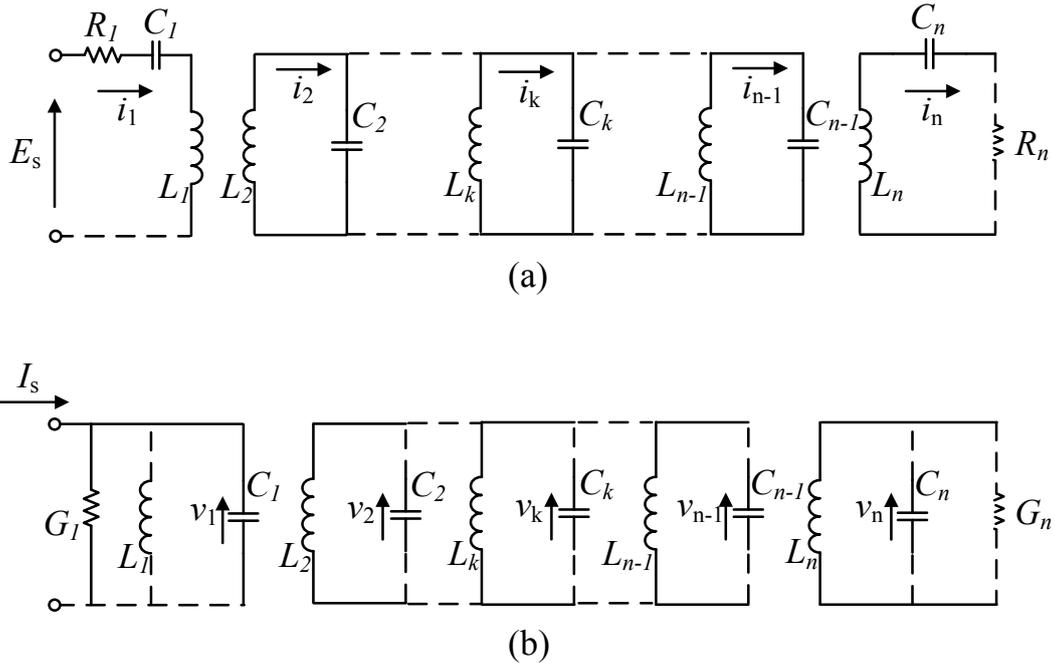 R₁ C₁ Cₙ
i₁ i₂ iₖ iₙ₋₁ iₙ
Eₛ C₂ Cₖ Cₙ₋₁ Rₙ
L₁ L₂ Lₖ Lₙ₋₁ Lₙ
(a)
Iₛ
C₁ C₂ Cₖ Cₙ₋₁ Cₙ
G₁ v₁ v₂ vₖ vₙ₋₁ vₙ Gₙ
L₁ L₂ Lₖ Lₙ₋₁ Lₙ
(b)